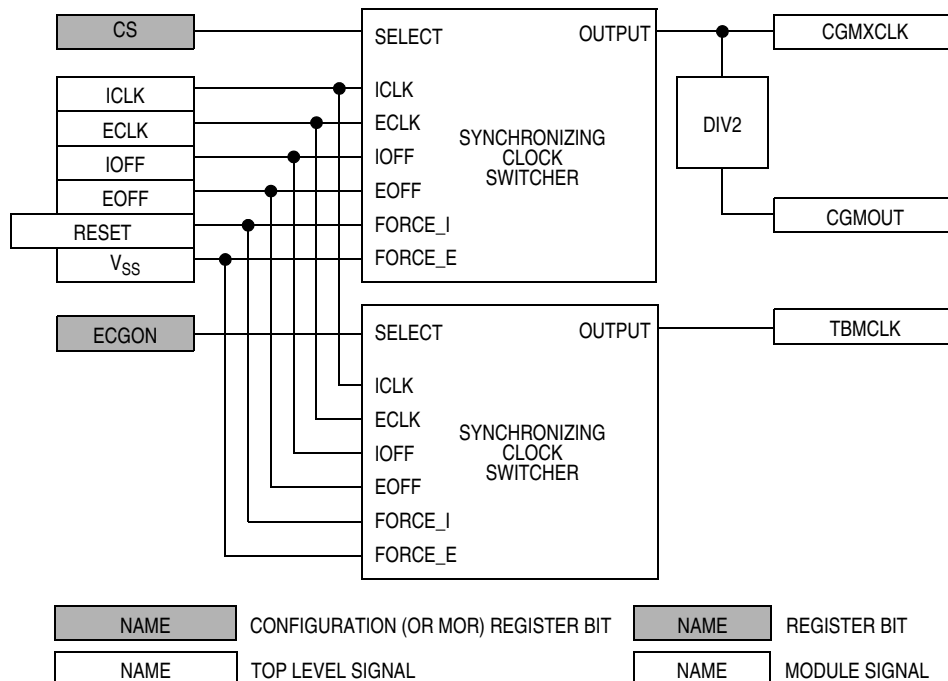 CS
SELECT
OUTPUT
CGMXCLK
ICLK
ICLK
ECLK
ECLK
IOFF
IOFF
EOFF
EOFF
RESET
FORCE_I
VSS
FORCE_E
SYNCHRONIZING
CLOCK
SWITCHER
DIV2
CGMOUT
ECGON
SELECT
OUTPUT
TBMCLK
ICLK
ECLK
IOFF
EOFF
FORCE_I
FORCE_E
SYNCHRONIZING
CLOCK
SWITCHER
NAME CONFIGURATION (OR MOR) REGISTER BIT
NAME REGISTER BIT
NAME TOP LEVEL SIGNAL
NAME MODULE SIGNAL